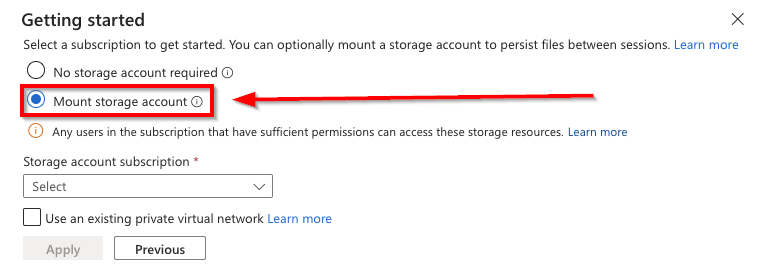 Getting started
Select a subscription to get started. You can optionally mount a storage account to persist files between sessions. Learn more
No storage account required
Mount storage account
Any users in the subscription that have sufficient permissions can access these storage resources. Learn more
Storage account subscription *
Select
Use an existing private virtual network Learn more
Apply Previous